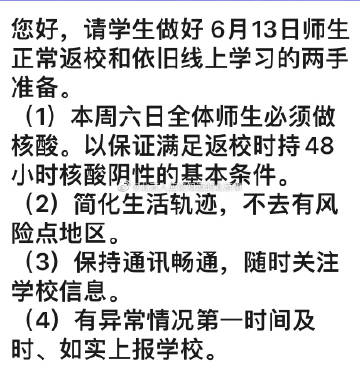 您好，请学生做好 6月13日师生
正常返校和依旧线上学习的两手
准备。
（1）本周六日全体师生必须做
核酸。以保证满足返校时持 48
小时核酸阴性的基本条件。
（2）简化生活轨迹，不去有风
险点地区。
（3）保持通讯畅通，随时关注
学校信息。
（4）有异常情况第一时间及
时、如实上报学校。